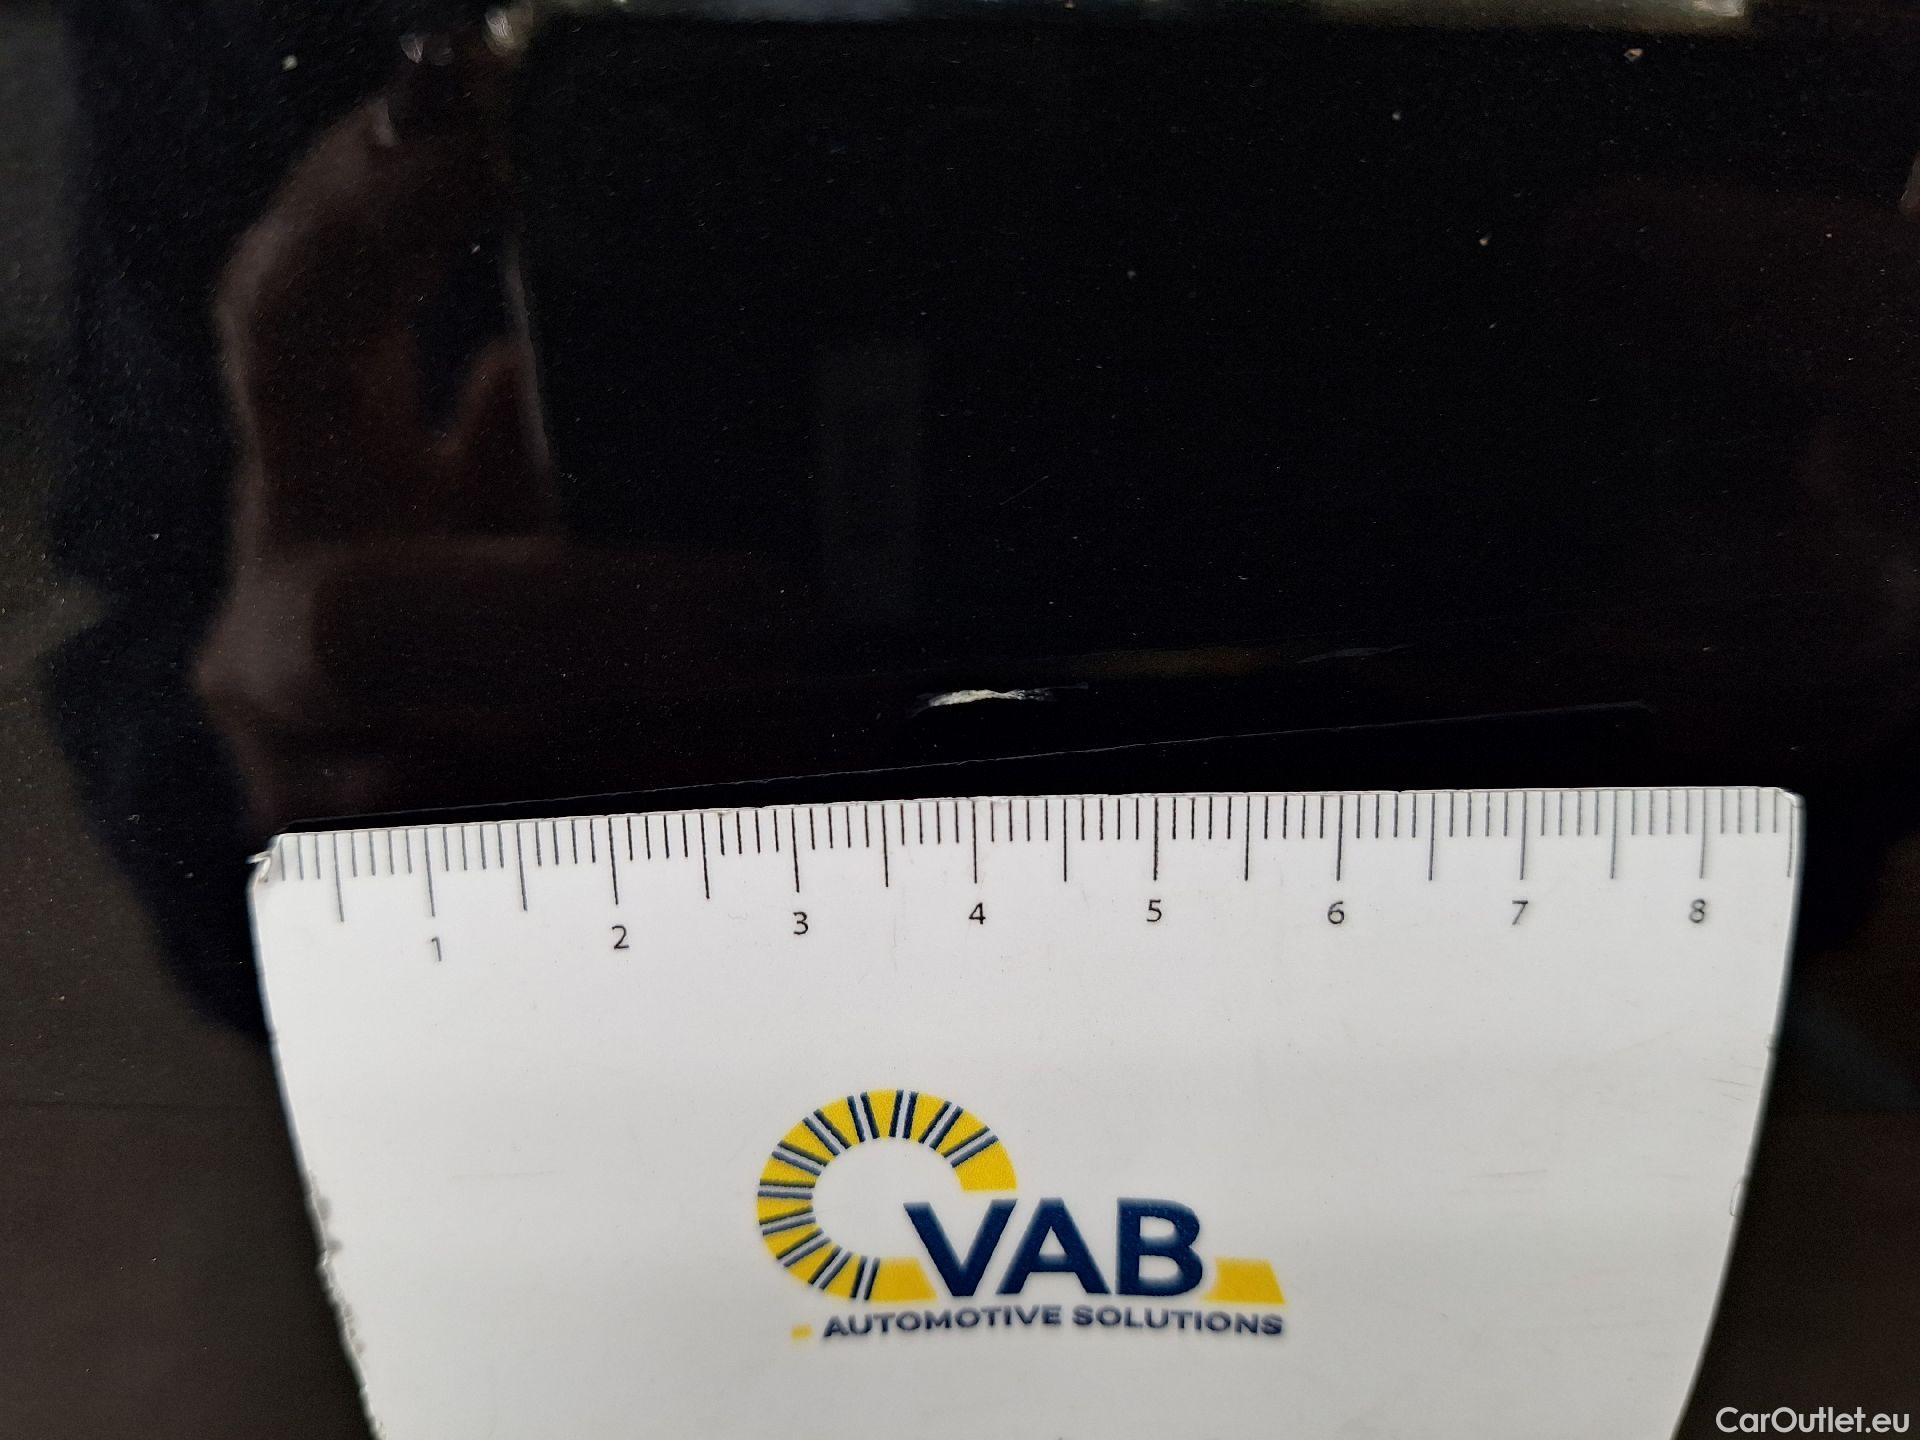 1 2 3 4 5 6 7 8
VAB
AUTOMOTIVE SOLUTIONS
CarOutlet.eu